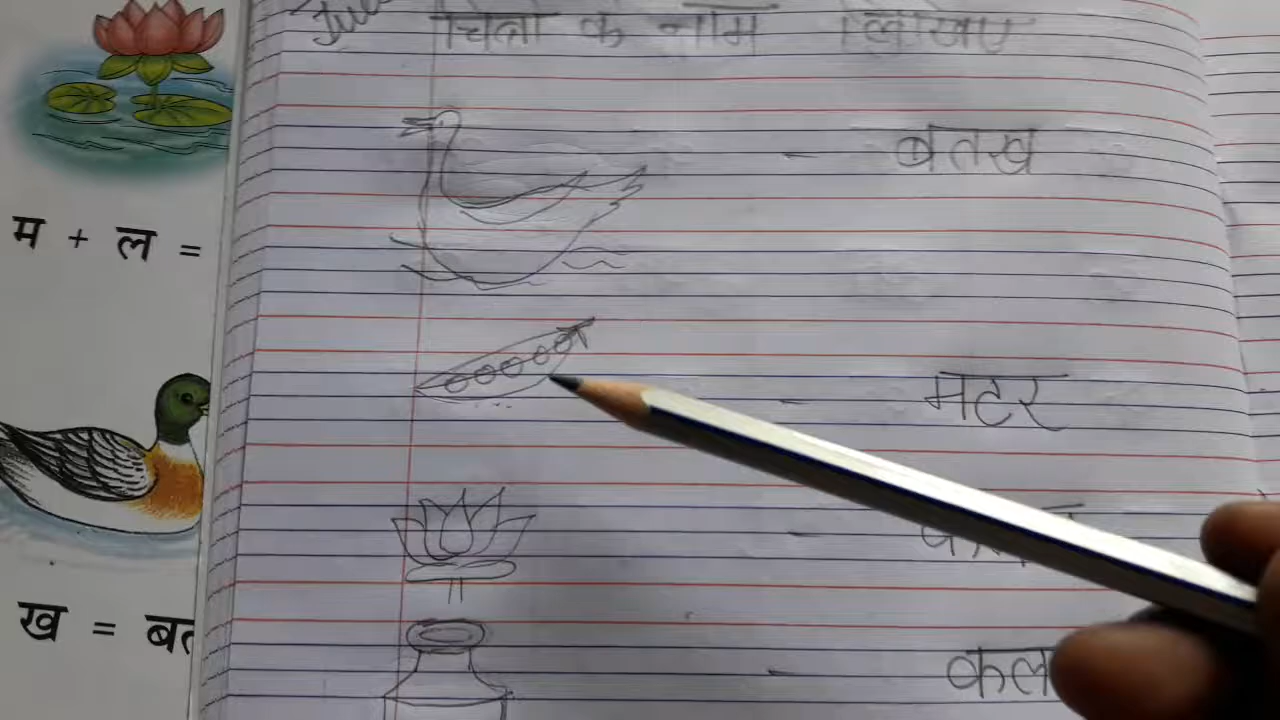 चित्रों के नाम लिखिए
बतख
म + ल =
मटर
ख = बत
कल